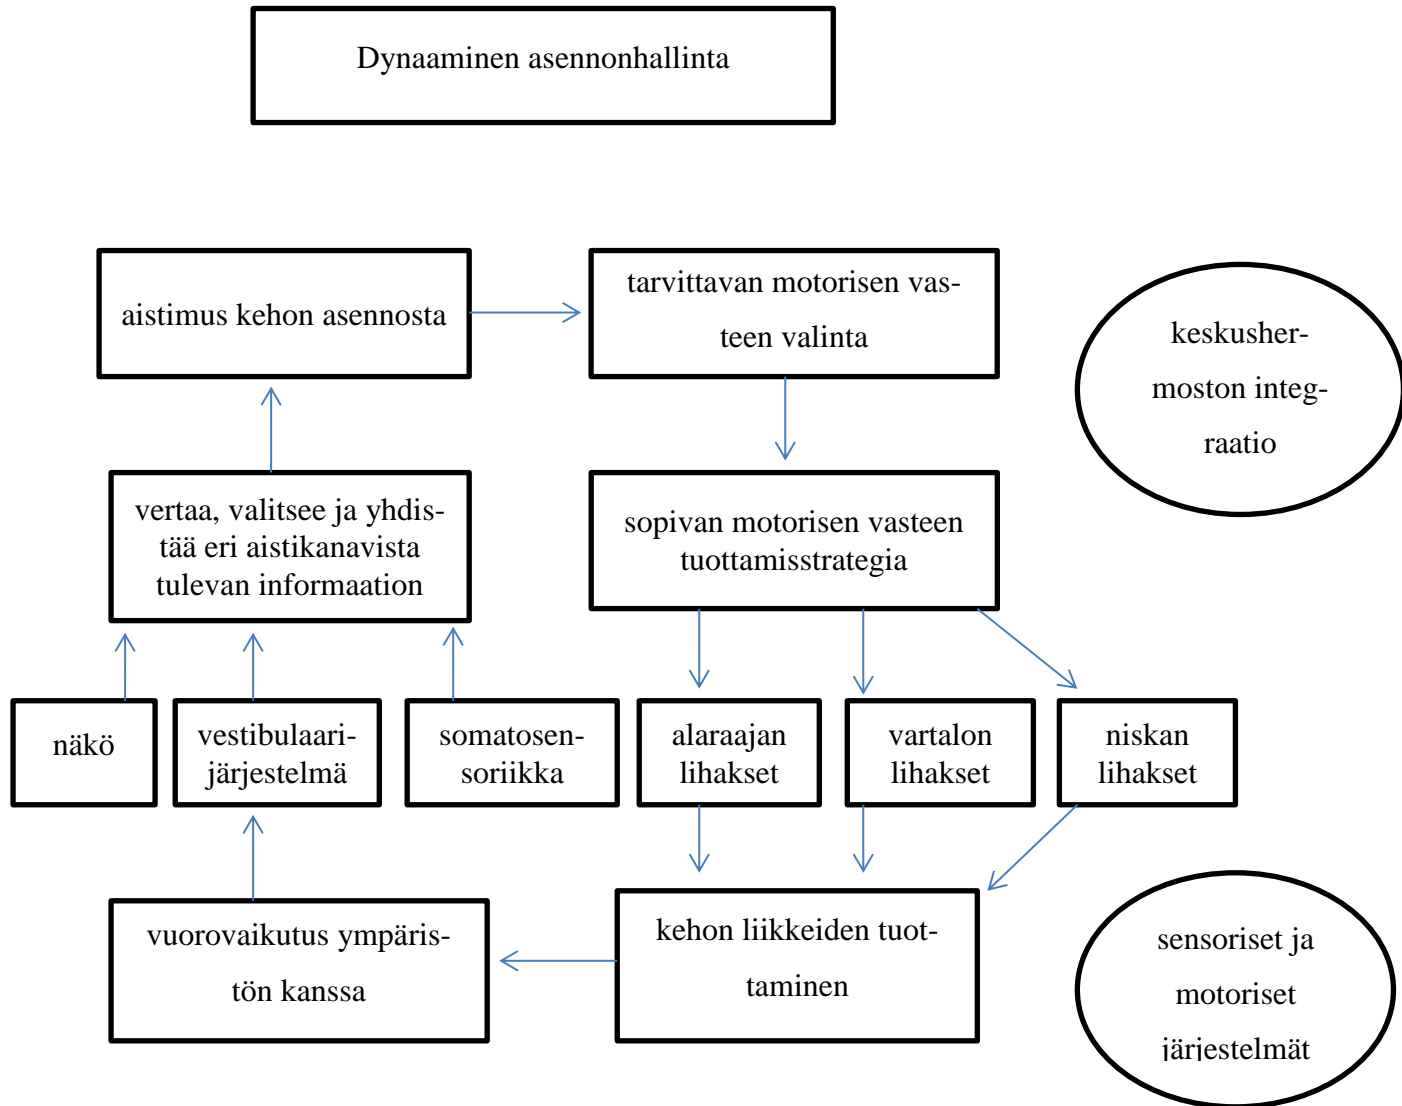 Dynaaminen asennonhallinta
aistimus kehon asennosta
tarvittavan motorisen vas-
teen valinta
keskusher-
moston integ-
raatio
vertaa, valitsee ja yhdis-
tää eri aistikanavista
tulevan informaation
sopivan motorisen vasteen
tuottamisstrategia
näkö
vestibulaari-
järjestelmä
somatosen-
soriikka
alaraajan
lihakset
vartalon
lihakset
niskan
lihakset
vuorovaikutus ympäris-
tön kanssa
kehon liikkeiden tuot-
taminen
sensoriset ja
motoriset
järjestelmät